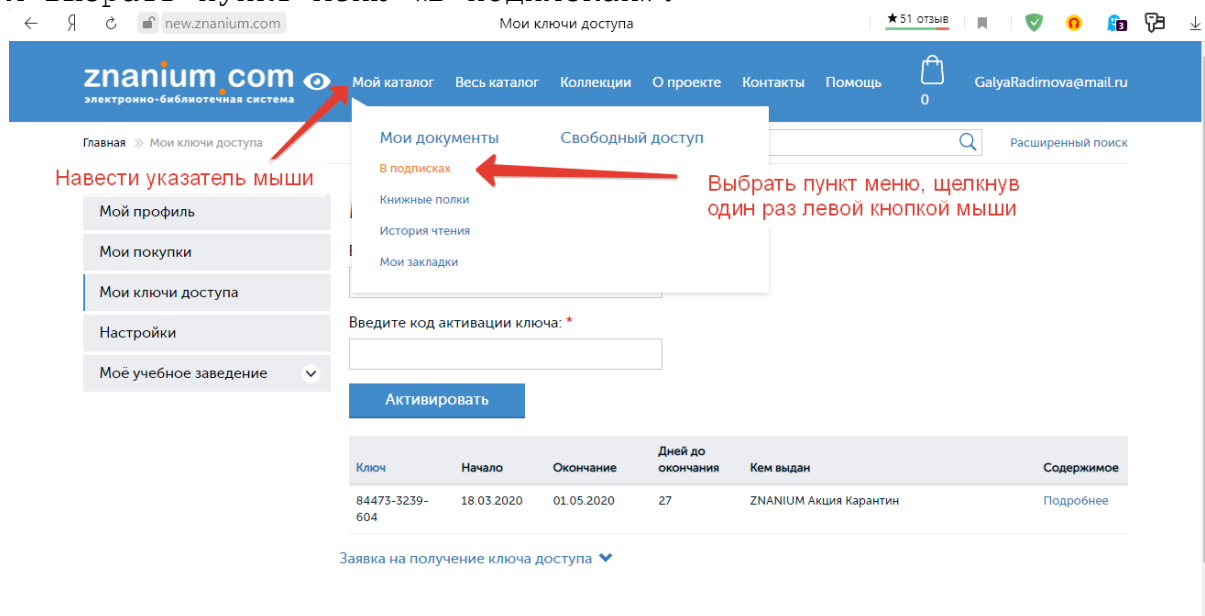 и выбрать пункт меню «В подписках».
new.znanium.com
Мои ключи доступа
★51 отзыв
znanium.com
электронно-библиотечная система
Мой каталог
Весь каталог
Коллекции
О проекте
Контакты
Помощь
0
GalyaRadimova@mail.ru
Главная » Мои ключи доступа
Мои документы
Свободный доступ
Расширенный поиск
В подписках
Навести указатель мыши
Выбрать пункт меню, щелкнув
один раз левой кнопкой мыши
Книжные полки
История чтения
Мои закладки
Мой профиль
Мои покупки
Мои ключи доступа
Настройки
Моё учебное заведение
Введите код активации ключа: *
Активировать
Ключ
Начало
Окончание
Дней до
окончания
Кем выдан
Содержимое
84473-3239-
604
18.03.2020
01.05.2020
27
ZNANIUM Акция Карантин
Подробнее
Заявка на получение ключа доступа